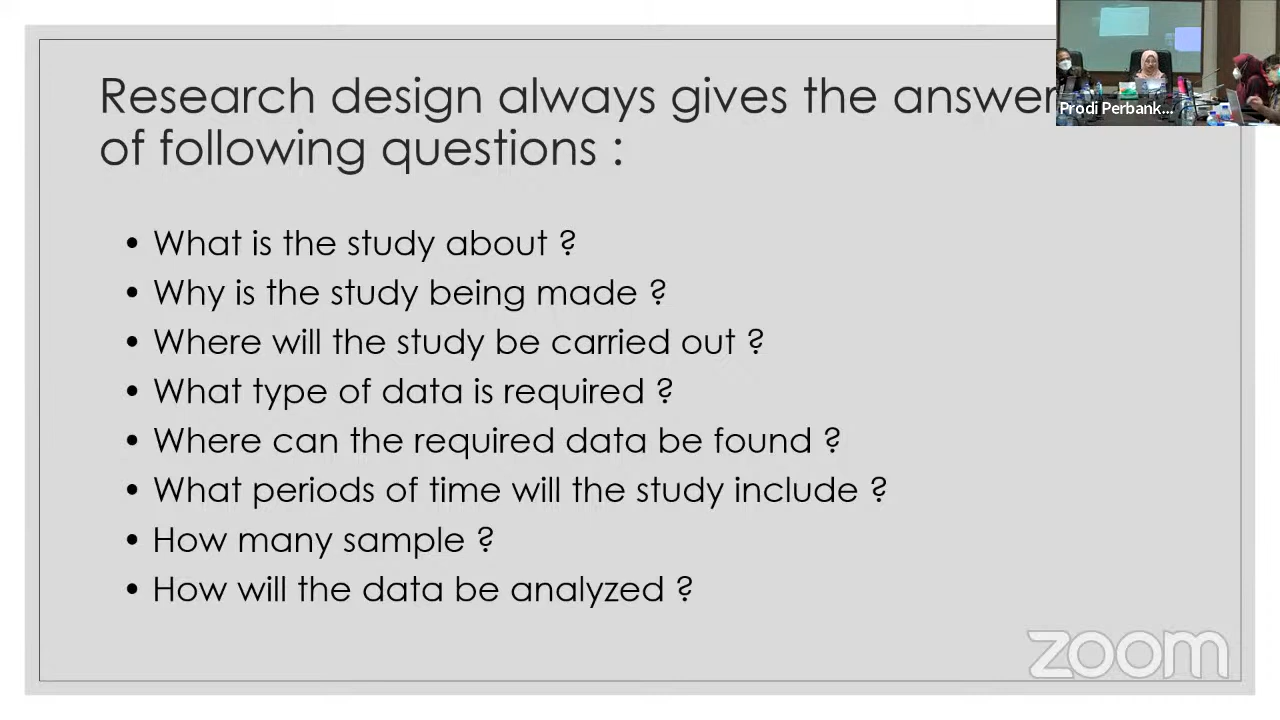 Research design always gives the answer
of following questions :
Prodi Perbank...
• What is the study about ?
• Why is the study being made ?
• Where will the study be carried out ?
• What type of data is required ?
• Where can the required data be found ?
• What periods of time will the study include ?
• How many sample ?
• How will the data be analyzed ?
zoom